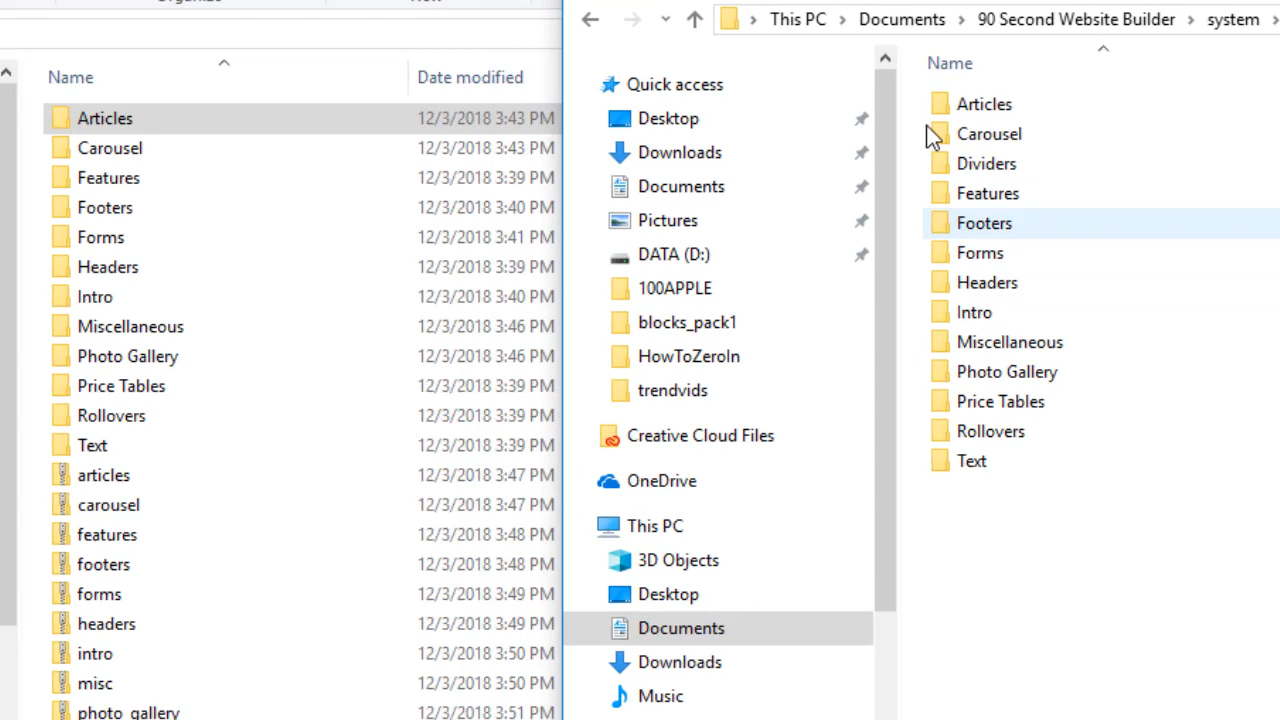 Organize
New
Name
Date modified
Articles 12/3/2018 3:43 PM
Carousel 12/3/2018 3:43 PM
Features 12/3/2018 3:39 PM
Footers 12/3/2018 3:40 PM
Forms 12/3/2018 3:41 PM
Headers 12/3/2018 3:39 PM
Intro 12/3/2018 3:40 PM
Miscellaneous 12/3/2018 3:46 PM
Photo Gallery 12/3/2018 3:46 PM
Price Tables 12/3/2018 3:39 PM
Rollovers 12/3/2018 3:39 PM
Text 12/3/2018 3:39 PM
articles 12/3/2018 3:47 PM
carousel 12/3/2018 3:47 PM
features 12/3/2018 3:48 PM
footers 12/3/2018 3:48 PM
forms 12/3/2018 3:49 PM
headers 12/3/2018 3:49 PM
intro 12/3/2018 3:50 PM
misc 12/3/2018 3:50 PM
photo_gallery 12/3/2018 3:51 PM
This PC > Documents > 90 Second Website Builder > system >
Quick access
Desktop
Downloads
Documents
Pictures
DATA (D:)
100APPLE
blocks_pack1
HowToZeroIn
trendvids
Creative Cloud Files
OneDrive
This PC
3D Objects
Desktop
Documents
Downloads
Music
Name
Articles
Carousel
Dividers
Features
Footers
Forms
Headers
Intro
Miscellaneous
Photo Gallery
Price Tables
Rollovers
Text